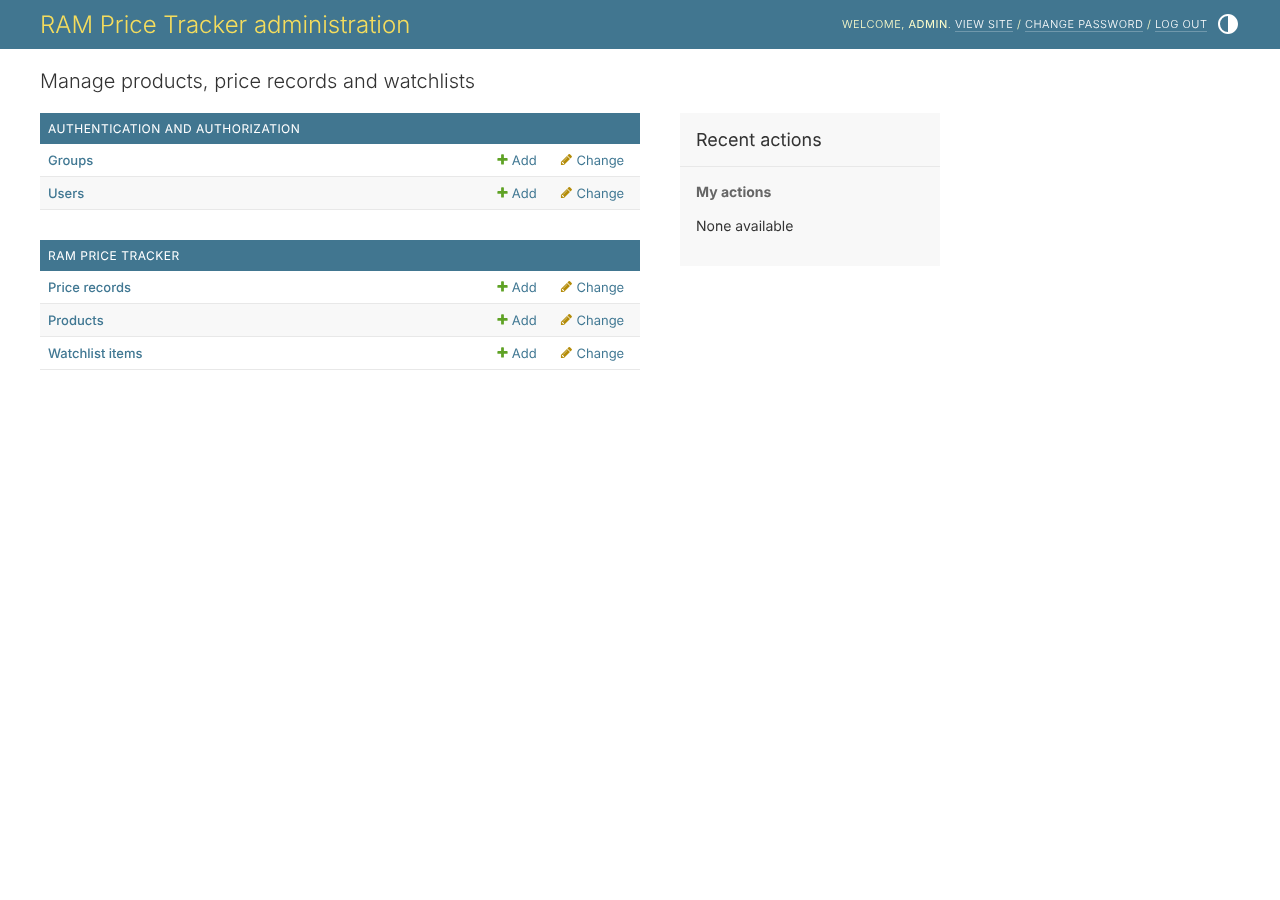 RAM Price Tracker administration
WELCOME, ADMIN. VIEW SITE / CHANGE PASSWORD / LOG OUT
Manage products, price records and watchlists
AUTHENTICATION AND AUTHORIZATION
Groups Add Change
Users Add Change
RAM PRICE TRACKER
Price records Add Change
Products Add Change
Watchlist items Add Change
Recent actions
My actions
None available